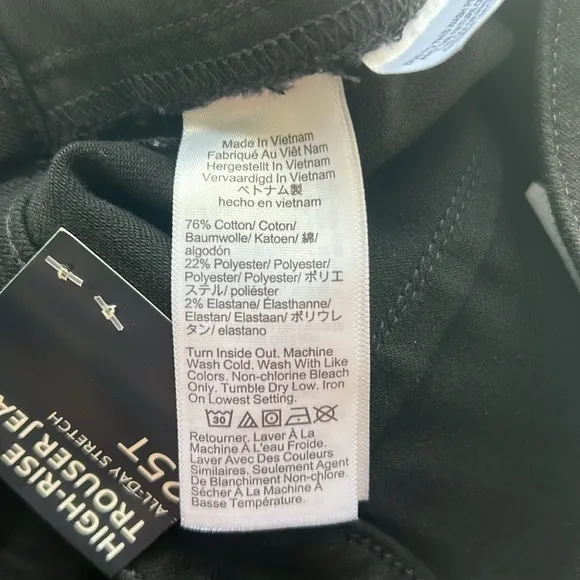 Made In Vietnam
Fabriqué Au Việt Nam
Hergestellt In Vietnam
Vervaardigd In Vietnam
ベトナム製
hecho en vietnam
76% Cotton/ Coton/
Baumwolle/ Katoen/ 綿/
algodón
22% Polyester/ Polyester/
Polyester/ Polyester/ ポリエ
ステル/ poliéster
2% Elastane/ Élasthanne/
Elastan/ Elastaan/ ポリウレ
タン/ elastano
Turn Inside Out. Machine
Wash Cold. Wash With Like
Colors. Non-chlorine Bleach
Only. Tumble Dry Low. Iron
On Lowest Setting.
30
Retourner. Laver À La
Machine À L'eau Froide.
Laver Avec Des Couleurs
Similaires. Seulement Agent
De Blanchiment Non-chlore.
Sécher À La Machine À
Basse Température.
HIGH-RISE
TROUSER JEA
ALL-DAY STRETCH
25T